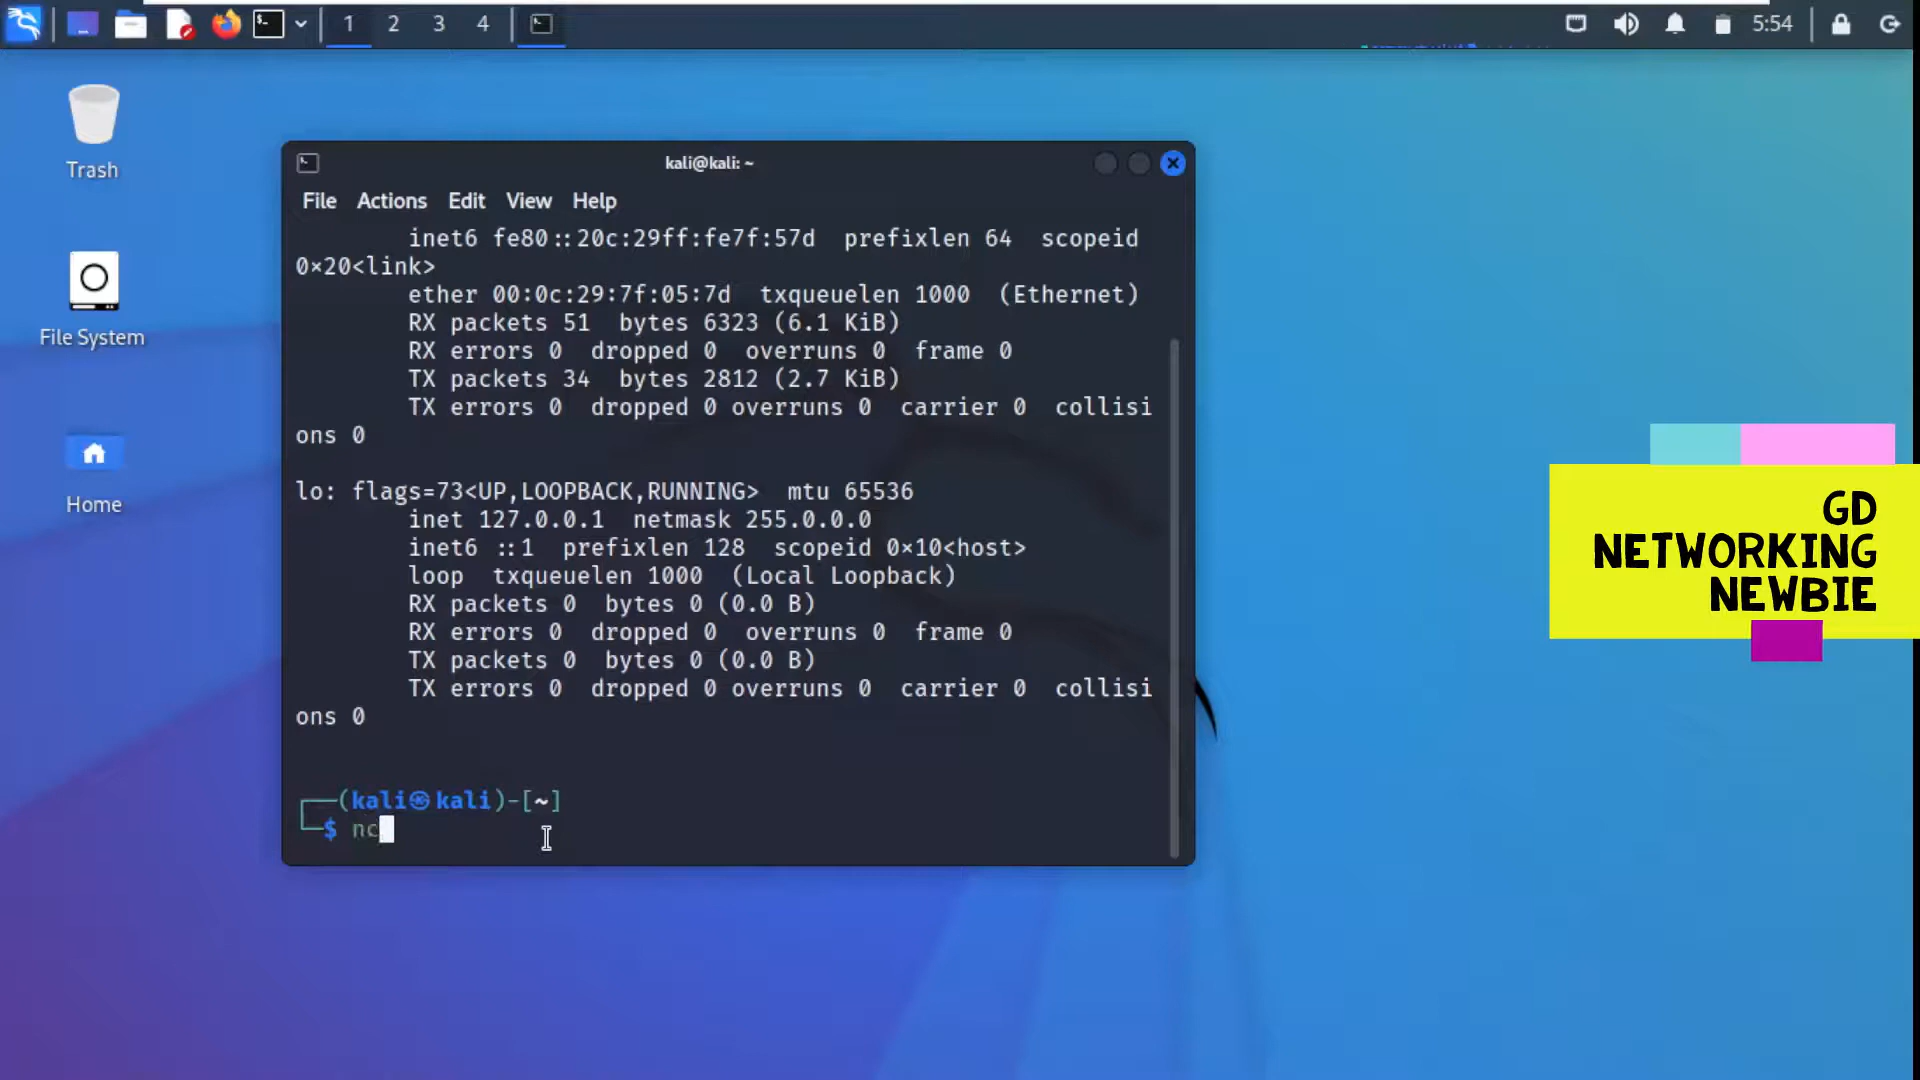 1 2 3 4
5:54
Trash
File System
Home
kali@kali: ~
File Actions Edit View Help
inet6 fe80::20c:29ff:fe7f:57d prefixlen 64 scopeid
0×20<link>
ether 00:0c:29:7f:05:7d txqueuelen 1000 (Ethernet)
RX packets 51 bytes 6323 (6.1 KiB)
RX errors 0 dropped 0 overruns 0 frame 0
TX packets 34 bytes 2812 (2.7 KiB)
TX errors 0 dropped 0 overruns 0 carrier 0 collisi
ons 0
lo: flags=73<UP,LOOPBACK,RUNNING> mtu 65536
inet 127.0.0.1 netmask 255.0.0.0
inet6 ::1 prefixlen 128 scopeid 0×10<host>
loop txqueuelen 1000 (Local Loopback)
RX packets 0 bytes 0 (0.0 B)
RX errors 0 dropped 0 overruns 0 frame 0
TX packets 0 bytes 0 (0.0 B)
TX errors 0 dropped 0 overruns 0 carrier 0 collisi
ons 0
┌──(kali㉿kali)-[~]
└─$ nc
GD
NETWORKING
NEWBIE